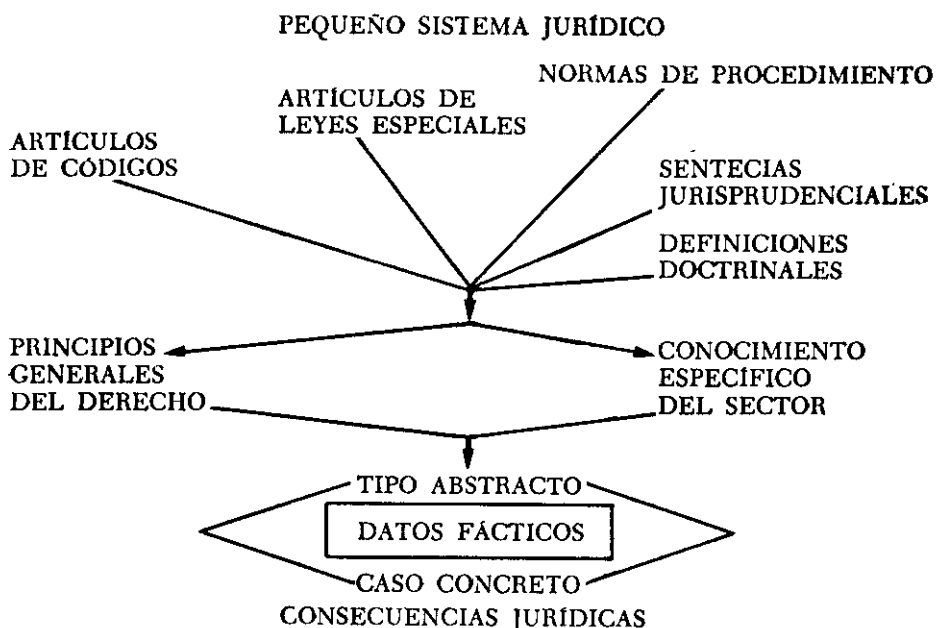 PEQUEÑO SISTEMA JURÍDICO
NORMAS DE PROCEDIMIENTO
ARTÍCULOS DE
LEYES ESPECIALES
ARTÍCULOS
DE CÓDIGOS
SENTECIAS
JURISPRUDENCIALES
DEFINICIONES
DOCTRINALES
PRINCIPIOS
GENERALES
DEL DERECHO
CONOCIMIENTO
ESPECÍFICO
DEL SECTOR
TIPO ABSTRACTO
DATOS FÁCTICOS
CASO CONCRETO
CONSECUENCIAS JURÍDICAS